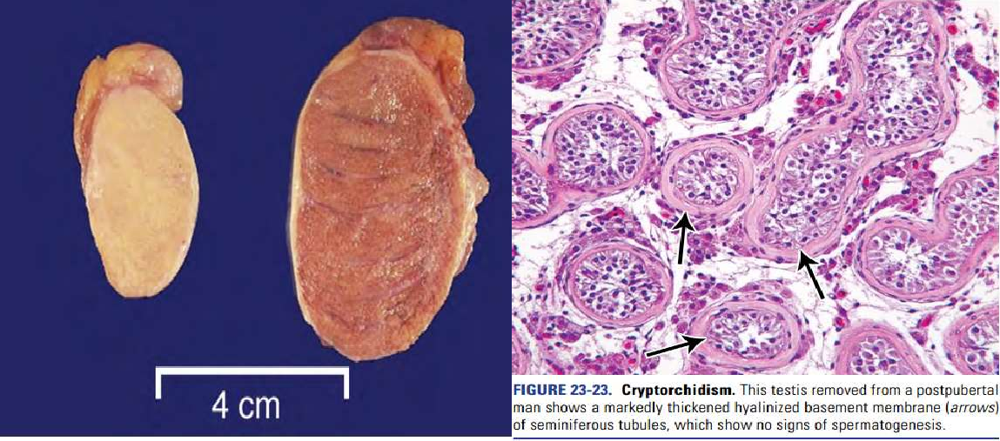 4 cm
FIGURE 23-23. Cryptorchidism. This testis removed from a postpubertal
man shows a markedly thickened hyalinized basement membrane (arrows)
of seminiferous tubules, which show no signs of spermatogenesis.